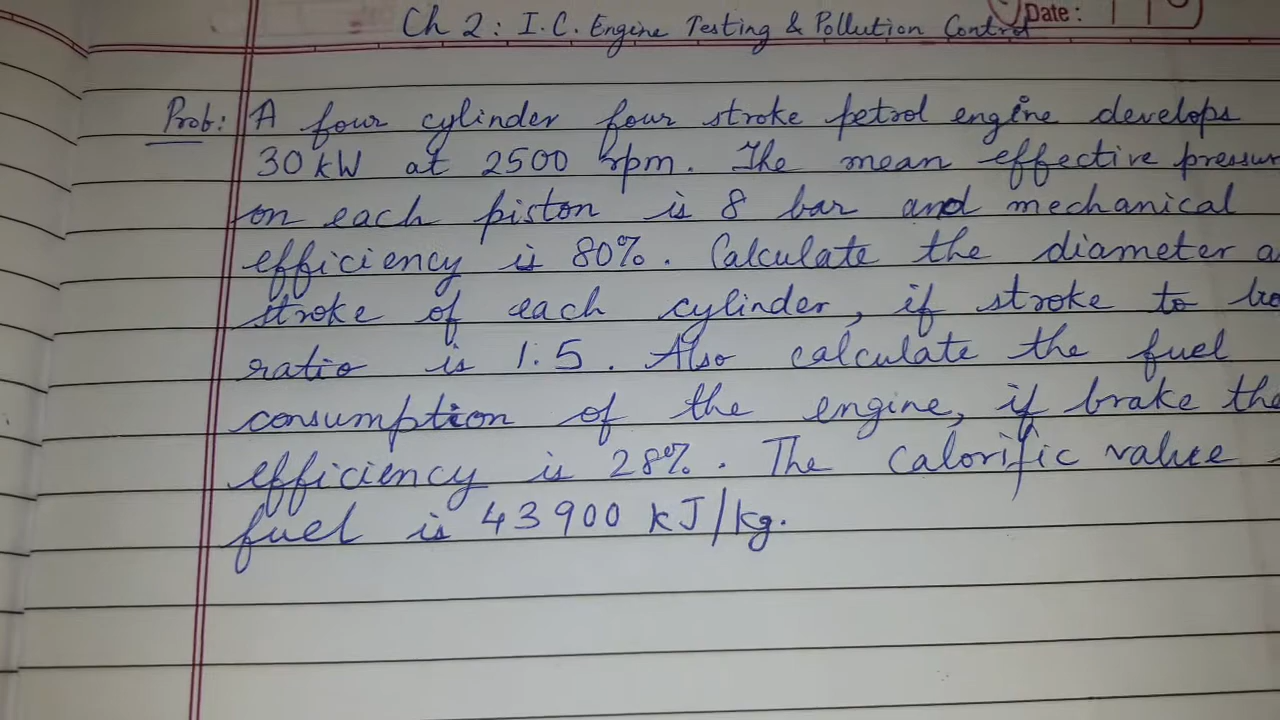 Date:
Ch 2: I.C. Engine Testing & Pollution Control
Prob: A four cylinder four stroke petrol engine develops
30 kW at 2500 rpm. The mean effective pressur
on each piston is 8 bar and mechanical
efficiency is 80%. Calculate the diameter a
stroke of each cylinder, if stroke to bo
ratio is 1.5. Also calculate the fuel
consumption of the engine, if brake the
efficiency is 28%. The calorific value
fuel is 43900 kJ/kg.